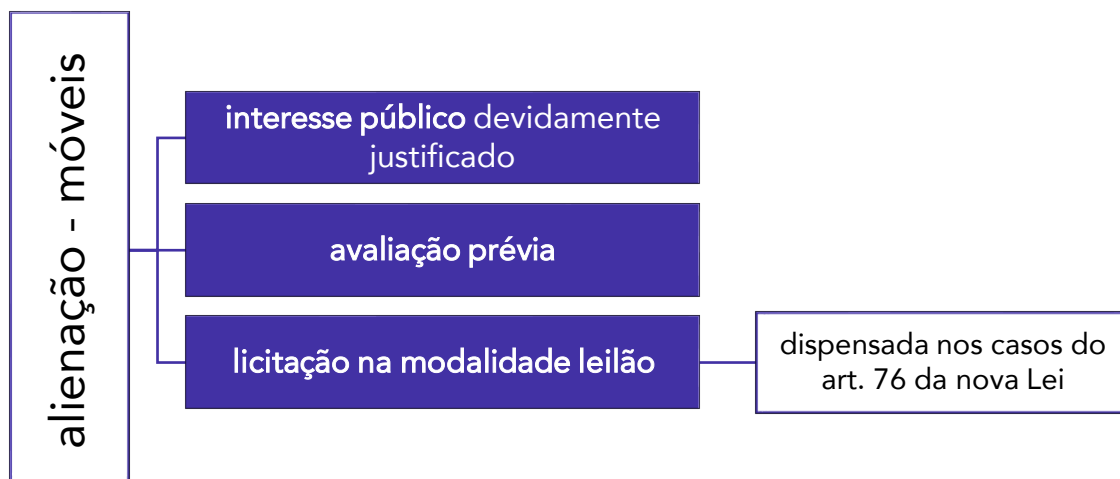 alienação - móveis
interesse público devidamente
justificado
avaliação prévia
licitação na modalidade leilão
dispensada nos casos do
art. 76 da nova Lei